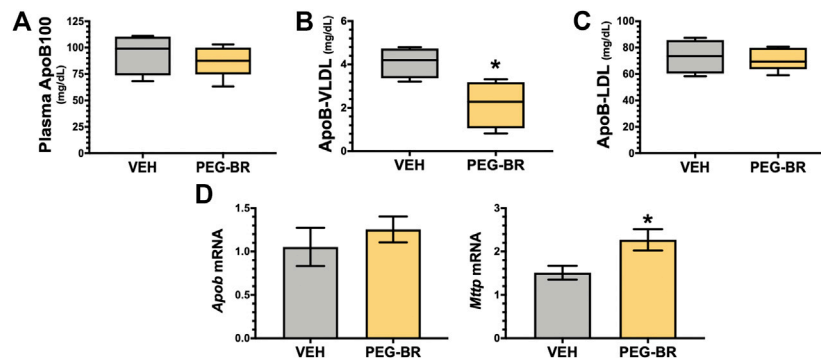 A
Plasma ApoB100
(mg/dL)
125
100
75
50
25
0
VEH
PEG-BR
B
ApoB-VLDL (mg/dL)
6
4
2
0
*
VEH
PEG-BR
C
ApoB-LDL (mg/dL)
100
80
60
40
20
0
VEH
PEG-BR
D
Apob mRNA
1.5
1.0
0.5
0.0
VEH
PEG-BR
Mttp mRNA
3
2
1
0
*
VEH
PEG-BR